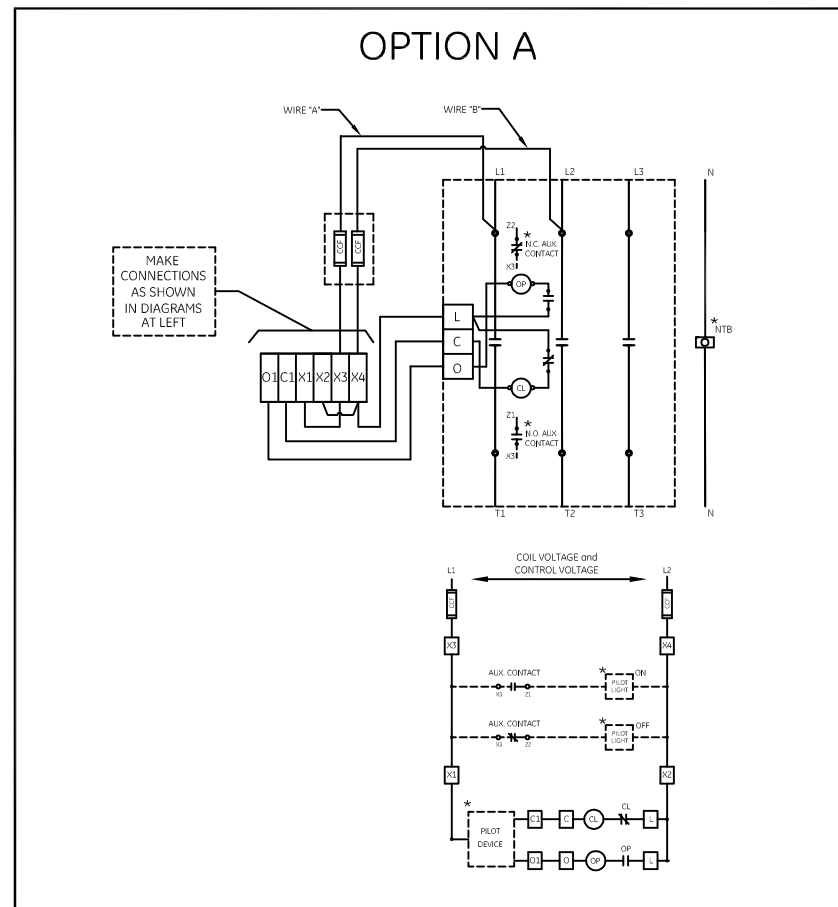 OPTION A
WIRE "A"
WIRE "B"
L1
L2
L3
N
Z2
*
N.C. AUX.
CONTACT
X3
CCF
CCF
MAKE
CONNECTIONS
AS SHOWN
IN DIAGRAMS
AT LEFT
OP
L
C
O
*
NTB
O1
C1
X1
X2
X3
X4
CL
Z1
*
N.O. AUX.
CONTACT
X3
T1
T2
T3
N
COIL VOLTAGE and
CONTROL VOLTAGE
L1
L2
CCF
CCF
X3
X4
AUX. CONTACT
*
ON
PILOT
LIGHT
X3
Z1
AUX. CONTACT
*
OFF
PILOT
LIGHT
X3
Z2
X1
X2
*
PILOT
DEVICE
C1
C
CL
CL
L
O1
O
OP
OP
L